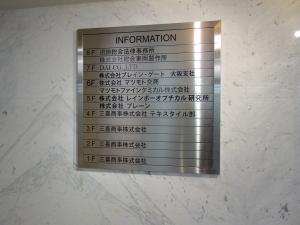 INFORMATION
8F 沼田総合法律事務所
株式会社総合車両製作所
7F DAI CO.,LTD
株式会社ブレイン・ゲート 大阪支社
6F 株式会社 マツモト交商
マツモトファインケミカル株式会社
5F 株式会社 レインボーオプチカル研究所
株式会社 ブレーン
4F 三喜商事株式会社 テキスタイル部
3F 三喜商事株式会社
2F 三喜商事株式会社
1F 三喜商事株式会社